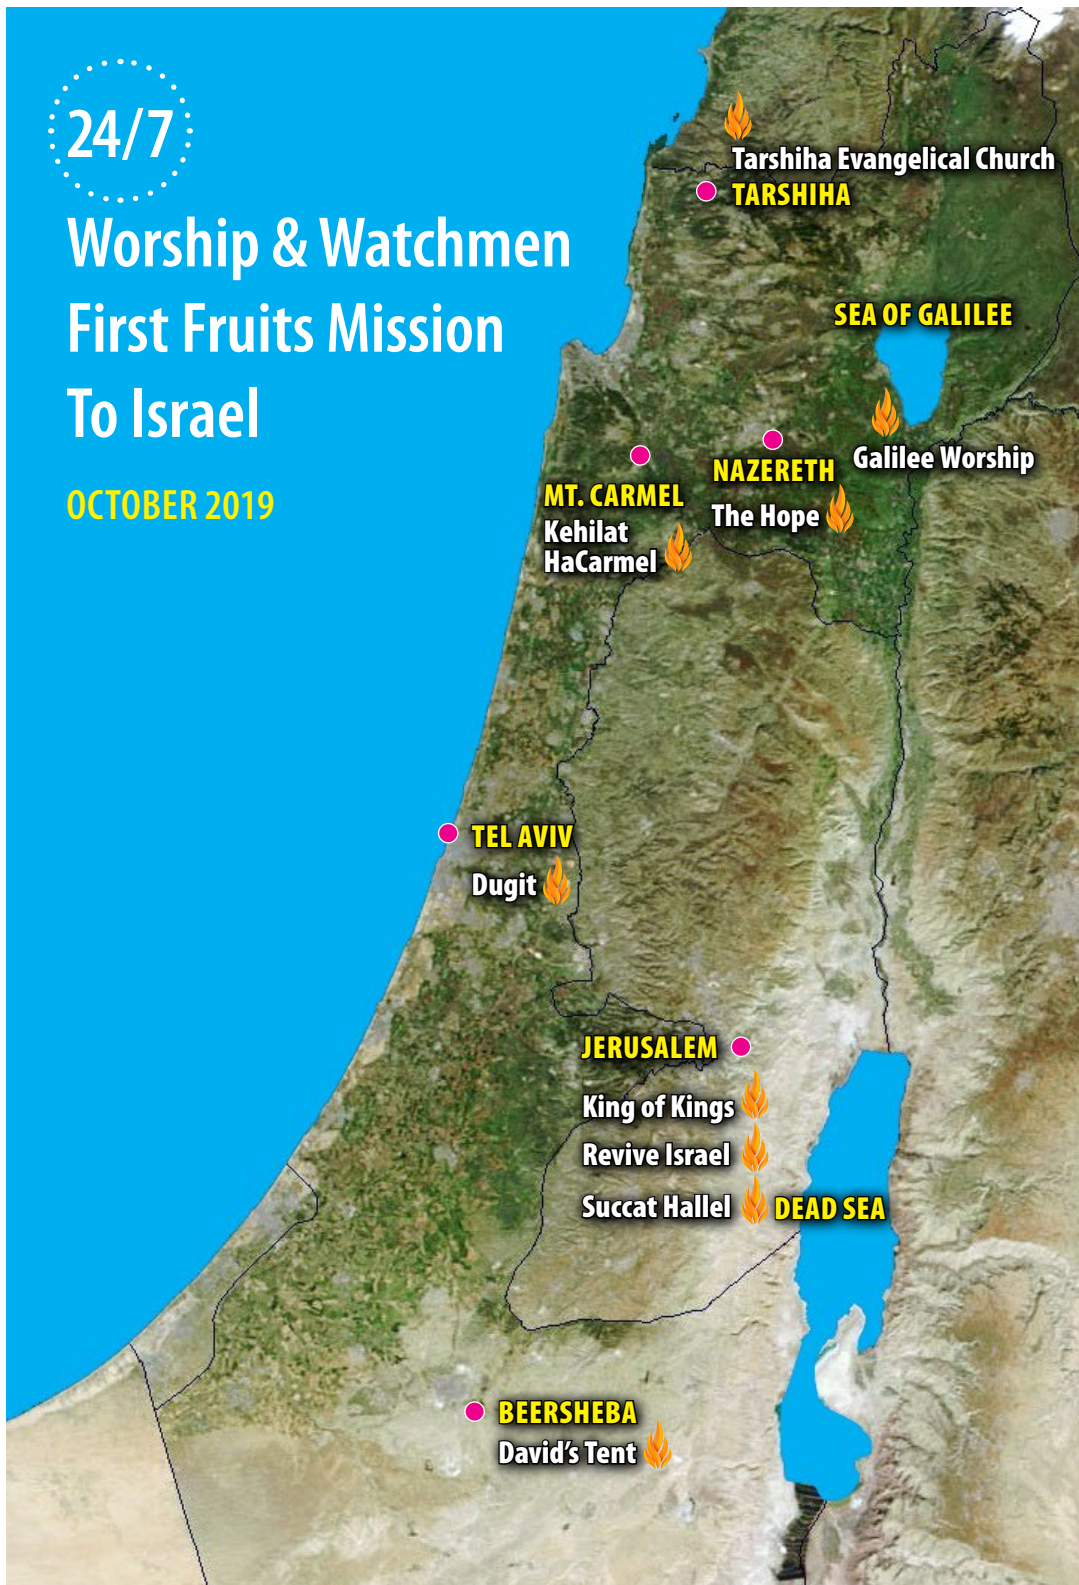 24/7
Worship & Watchmen
First Fruits Mission
To Israel
OCTOBER 2019
Tarshiha Evangelical Church
TARSHIHA
SEA OF GALILEE
Galilee Worship
NAZERETH
The Hope
MT. CARMEL
Kehilat
HaCarmel
TEL AVIV
Dugit
JERUSALEM
King of Kings
Revive Israel
Succat Hallel
DEAD SEA
BEERSHEBA
David's Tent